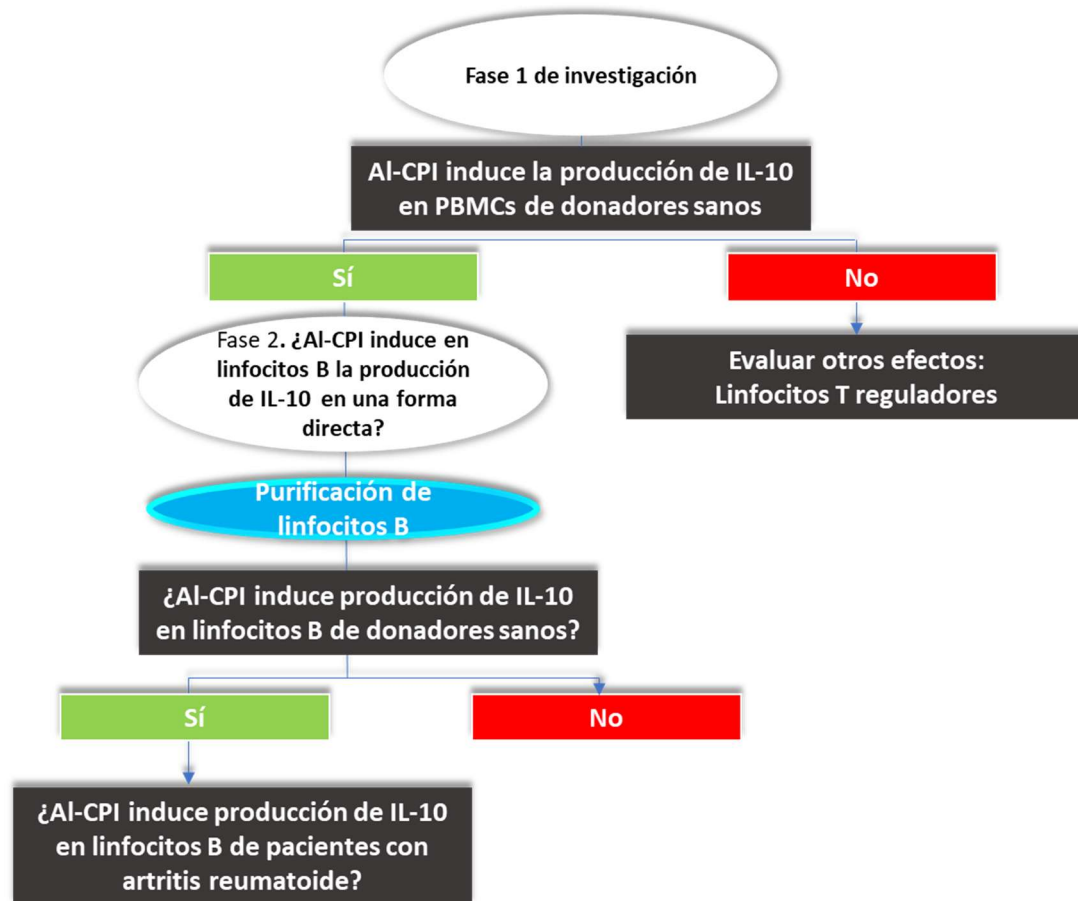 Fase 1 de investigación
Al-CPI induce la producción de IL-10
en PBMCs de donadores sanos
Sí
No
Fase 2. ¿Al-CPI induce en
linfocitos B la producción
de IL-10 en una forma
directa?
Evaluar otros efectos:
Linfocitos T reguladores
Purificación de
linfocitos B
¿Al-CPI induce producción de IL-10
en linfocitos B de donadores sanos?
Sí
No
¿Al-CPI induce producción de IL-10
en linfocitos B de pacientes con
artritis reumatoide?